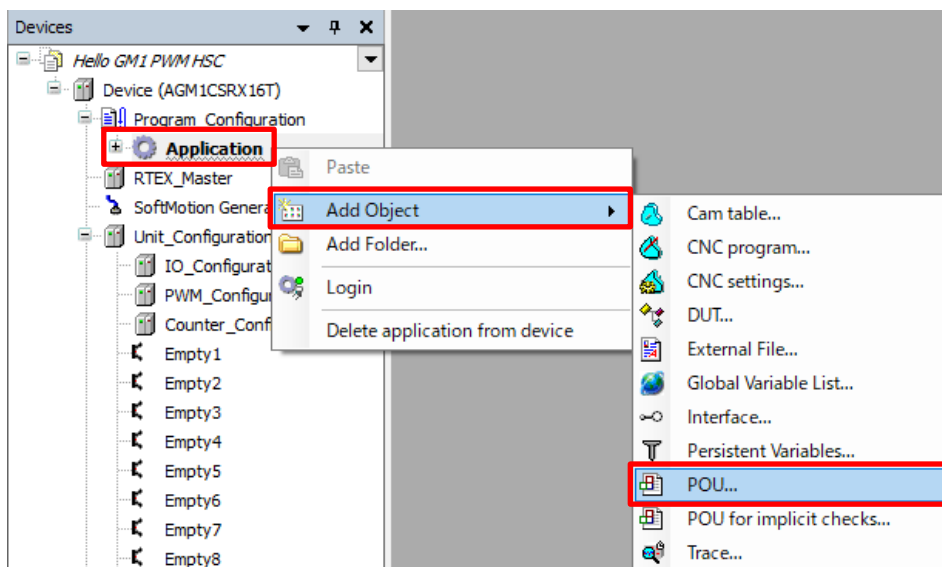 Devices
Hello GM1 PWM HSC
Device (AGM1CSRX16T)
Program_Configuration
Application
RTEX_Master
SoftMotion Genera
Unit_Configuration
IO_Configurat
PWM_Configu
Counter_Conf
Empty1
Empty2
Empty3
Empty4
Empty5
Empty6
Empty7
Empty8
Paste
Add Object
Add Folder...
Login
Delete application from device
Cam table...
CNC program...
CNC settings...
DUT...
External File...
Global Variable List...
Interface...
Persistent Variables...
POU...
POU for implicit checks...
Trace...